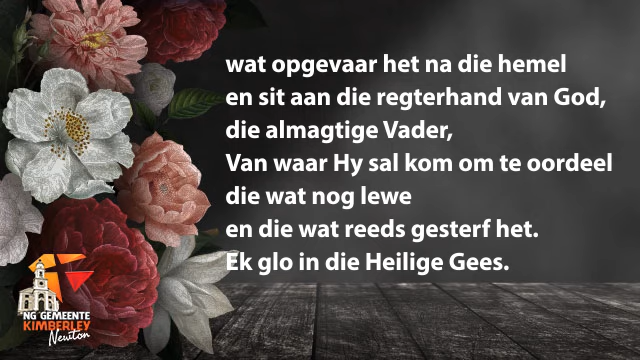 wat opgevaar het na die hemel
en sit aan die regterhand van God,
die almagtige Vader,
Van waar Hy sal kom om te oordeel
die wat nog lewe
en die wat reeds gesterf het.
Ek glo in die Heilige Gees.
NG GEMEENTE
KIMBERLEY
Newton